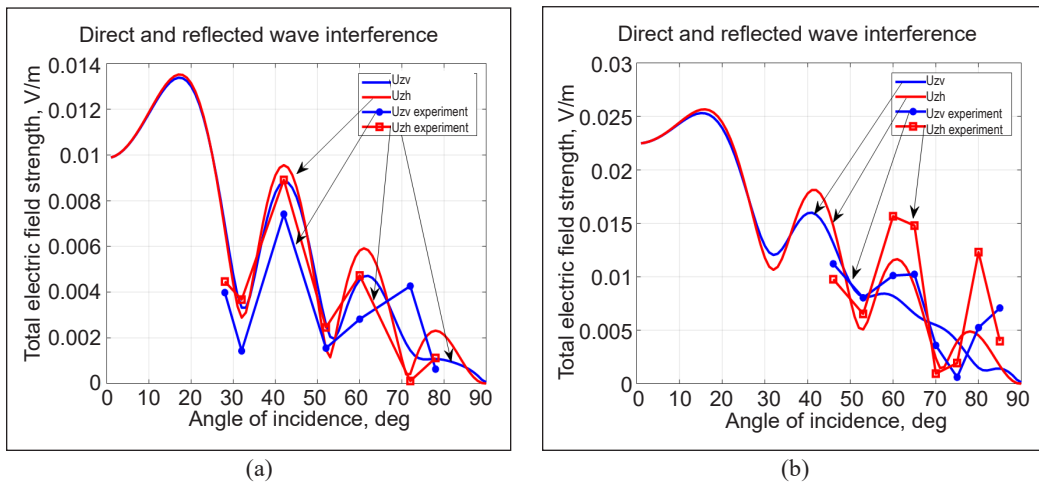 Direct and reflected wave interference
Total electric field strength, V/m
0.014
0.012
0.01
0.008
0.006
0.004
0.002
0
Uzv
Uzh
Uzv experiment
Uzh experiment
0 10 20 30 40 50 60 70 80 90
Angle of incidence, deg
(a)
Direct and reflected wave interference
Total electric field strength, V/m
0.03
0.025
0.02
0.015
0.01
0.005
0
Uzv
Uzh
Uzv experiment
Uzh experiment
0 10 20 30 40 50 60 70 80 90
Angle of incidence, deg
(b)